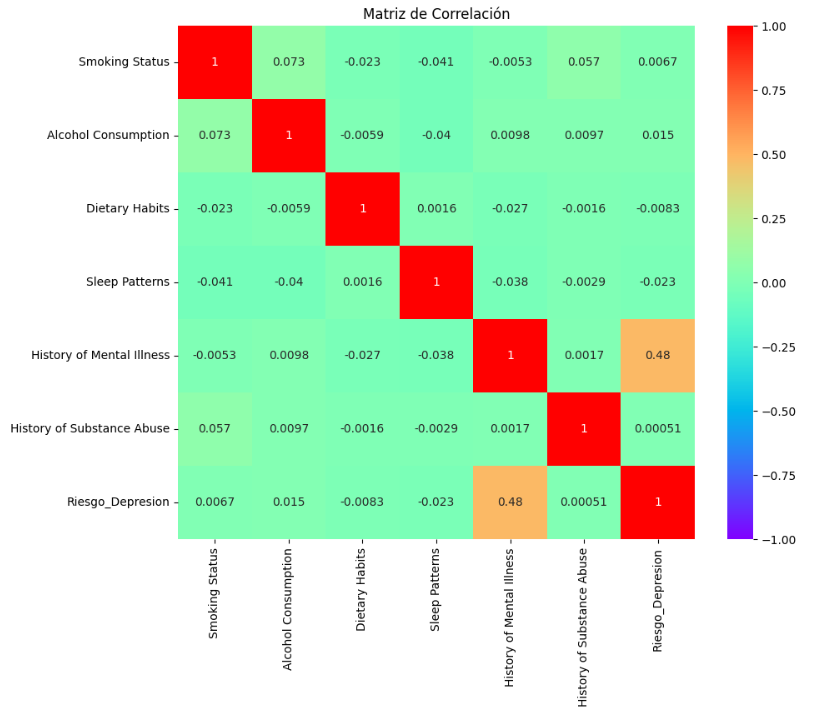 Matriz de Correlación
Smoking Status 1 0.073 -0.023 -0.041 -0.0053 0.057 0.0067
Alcohol Consumption 0.073 1 -0.0059 -0.04 0.0098 0.0097 0.015
Dietary Habits -0.023 -0.0059 1 0.0016 -0.027 -0.0016 -0.0083
Sleep Patterns -0.041 -0.04 0.0016 1 -0.038 -0.0029 -0.023
History of Mental Illness -0.0053 0.0098 -0.027 -0.038 1 0.0017 0.48
History of Substance Abuse 0.057 0.0097 -0.0016 -0.0029 0.0017 1 0.00051
Riesgo_Depresion 0.0067 0.015 -0.0083 -0.023 0.48 0.00051 1
Smoking Status
Alcohol Consumption
Dietary Habits
Sleep Patterns
History of Mental Illness
History of Substance Abuse
Riesgo_Depresion
1.00
0.75
0.50
0.25
0.00
−0.25
−0.50
−0.75
−1.00